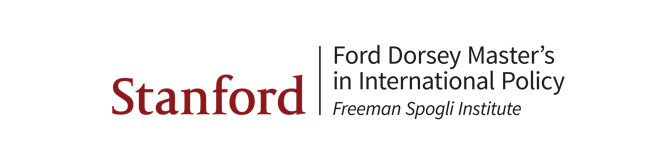 Stanford
Ford Dorsey Master’s
in International Policy
Freeman Spogli Institute